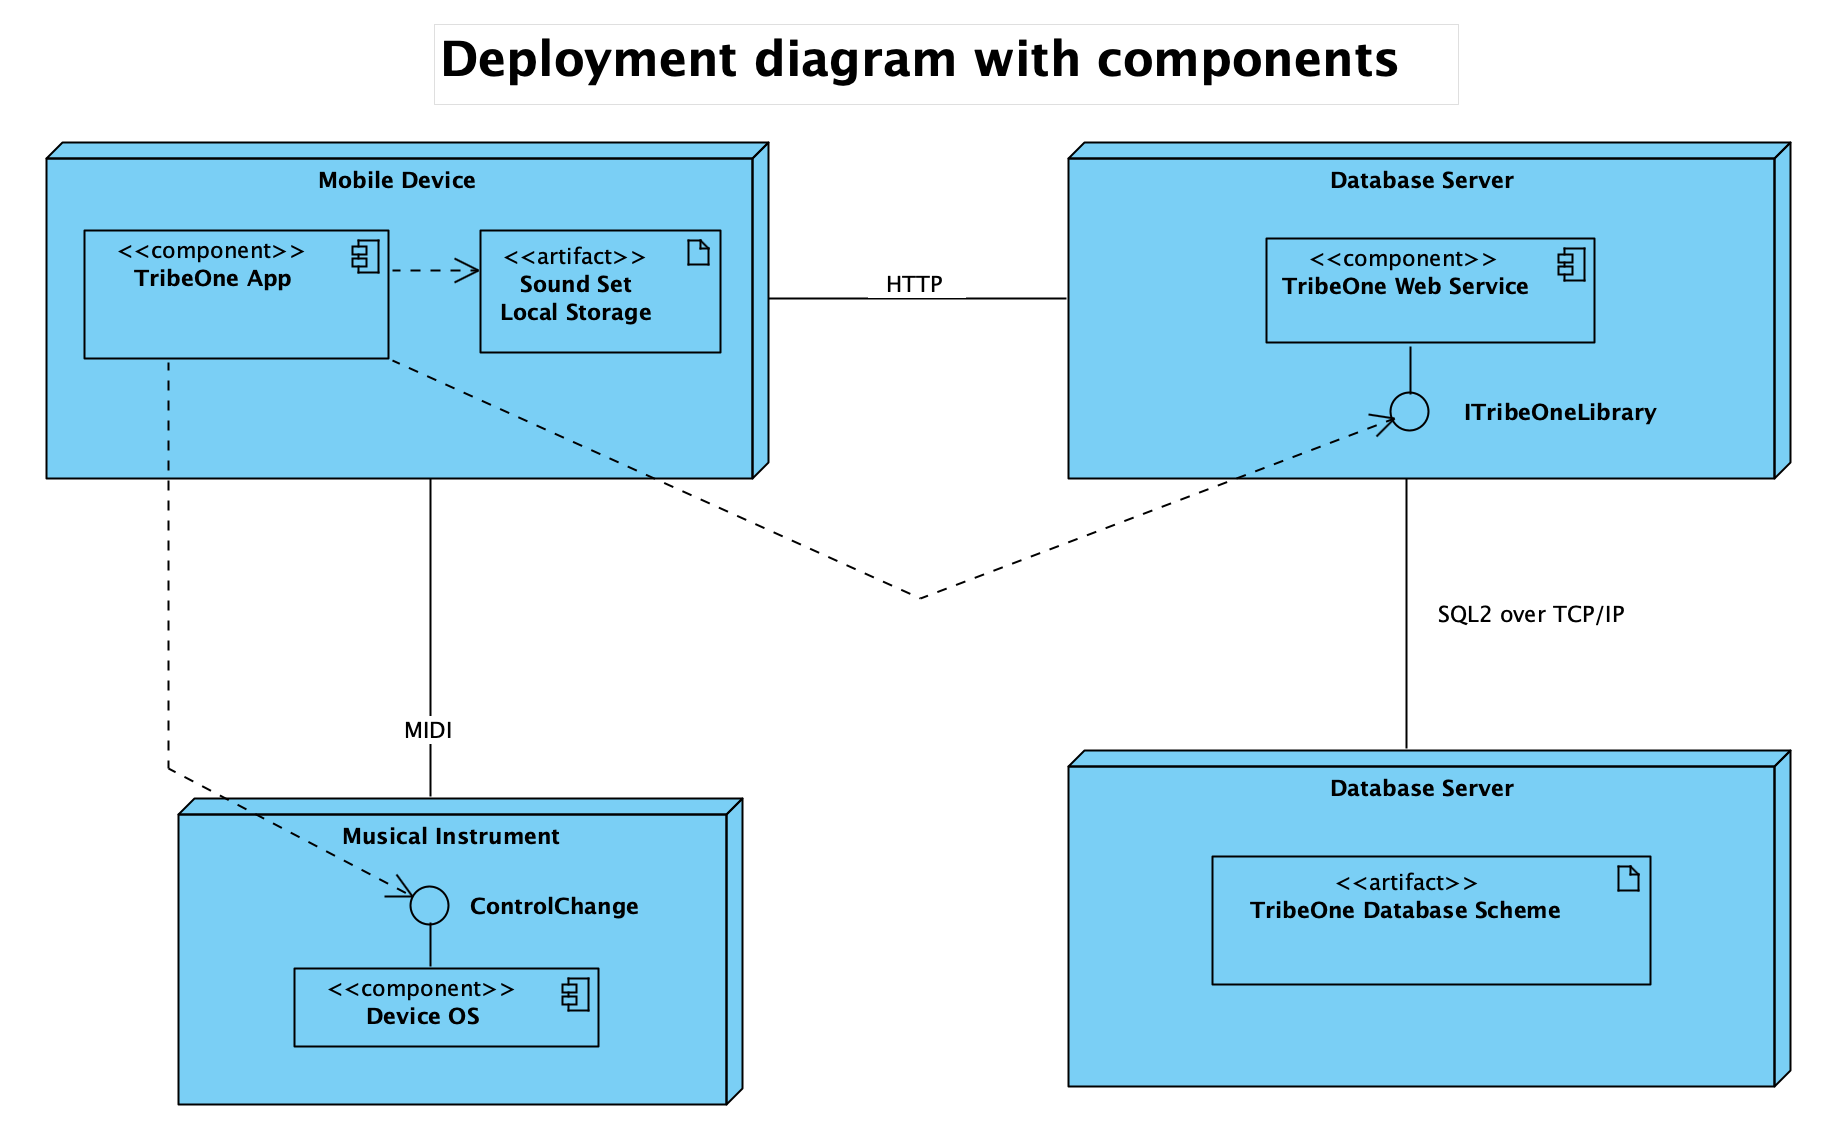 Deployment diagram with components
Mobile Device
<<component>>
TribeOne App
<<artifact>>
Sound Set
Local Storage
HTTP
Database Server
<<component>>
TribeOne Web Service
ITribeOneLibrary
SQL2 over TCP/IP
MIDI
Musical Instrument
ControlChange
<<component>>
Device OS
Database Server
<<artifact>>
TribeOne Database Scheme